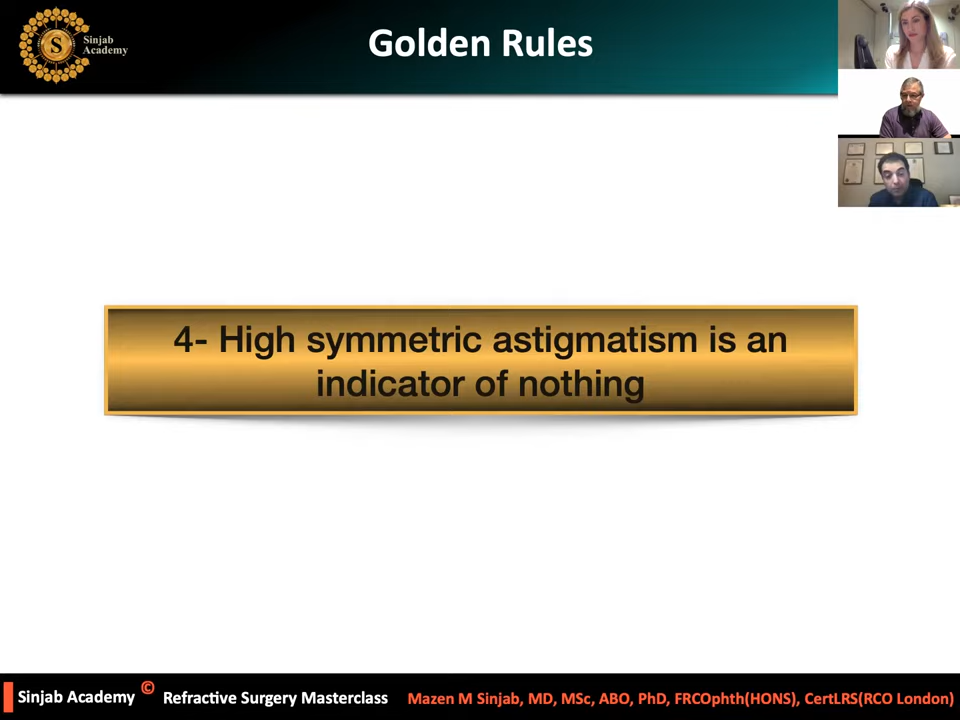 S
Sinjab
Academy
Golden Rules
4- High symmetric astigmatism is an
indicator of nothing
Sinjab Academy © Refractive Surgery Masterclass Mazen M Sinjab, MD, MSc, ABO, PhD, FRCOphth(HONS), CertLRS(RCO London)